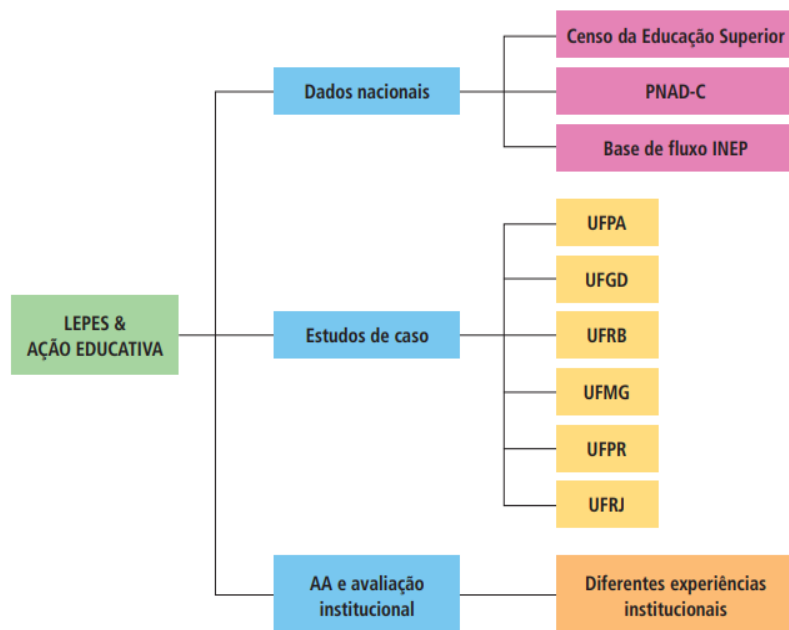 LEPES &
AÇÃO EDUCATIVA
Dados nacionais
Censo da Educação Superior
PNAD-C
Base de fluxo INEP
Estudos de caso
UFPA
UFGD
UFRB
UFMG
UFPR
UFRJ
AA e avaliação
institucional
Diferentes experiências
institucionais